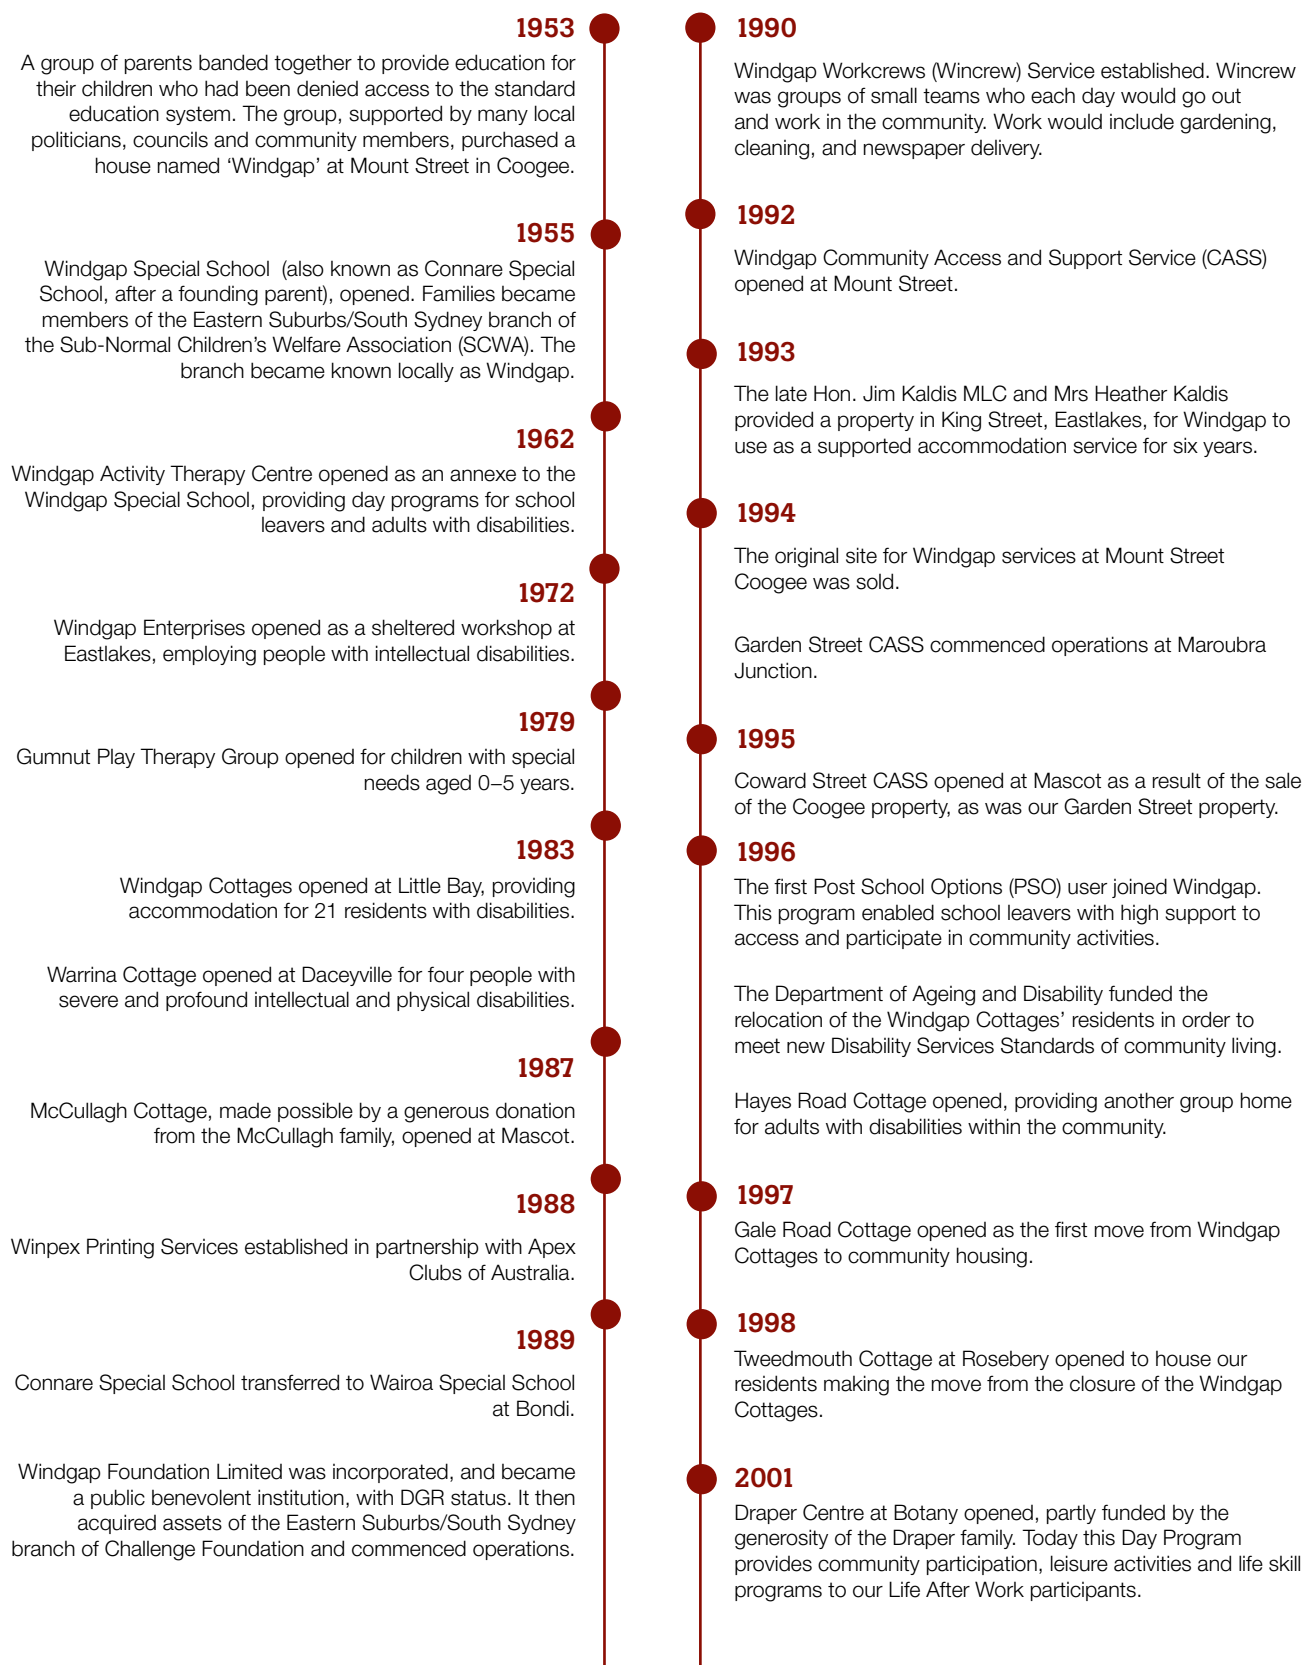 1953
A group of parents banded together to provide education for
their children who had been denied access to the standard
education system. The group, supported by many local
politicians, councils and community members, purchased a
house named ‘Windgap’ at Mount Street in Coogee.
1955
Windgap Special School  (also known as Connare Special
School, after a founding parent), opened. Families became
members of the Eastern Suburbs/South Sydney branch of
the Sub-Normal Children’s Welfare Association (SCWA). The
branch became known locally as Windgap.
1962
Windgap Activity Therapy Centre opened as an annexe to the
Windgap Special School, providing day programs for school
leavers and adults with disabilities.
1972
Windgap Enterprises opened as a sheltered workshop at
Eastlakes, employing people with intellectual disabilities.
1979
Gumnut Play Therapy Group opened for children with special
needs aged 0–5 years.
1983
Windgap Cottages opened at Little Bay, providing
accommodation for 21 residents with disabilities.
Warrina Cottage opened at Daceyville for four people with
severe and profound intellectual and physical disabilities.
1987
McCullagh Cottage, made possible by a generous donation
from the McCullagh family, opened at Mascot.
1988
Winpex Printing Services established in partnership with Apex
Clubs of Australia.
1989
Connare Special School transferred to Wairoa Special School
at Bondi.
Windgap Foundation Limited was incorporated, and became
a public benevolent institution, with DGR status. It then
acquired assets of the Eastern Suburbs/South Sydney
branch of Challenge Foundation and commenced operations.
1990
Windgap Workcrews (Wincrew) Service established. Wincrew
was groups of small teams who each day would go out
and work in the community. Work would include gardening,
cleaning, and newspaper delivery.
1992
Windgap Community Access and Support Service (CASS)
opened at Mount Street.
1993
The late Hon. Jim Kaldis MLC and Mrs Heather Kaldis
provided a property in King Street, Eastlakes, for Windgap to
use as a supported accommodation service for six years.
1994
The original site for Windgap services at Mount Street
Coogee was sold.
Garden Street CASS commenced operations at Maroubra
Junction.
1995
Coward Street CASS opened at Mascot as a result of the sale
of the Coogee property, as was our Garden Street property.
1996
The first Post School Options (PSO) user joined Windgap.
This program enabled school leavers with high support to
access and participate in community activities.
The Department of Ageing and Disability funded the
relocation of the Windgap Cottages’ residents in order to
meet new Disability Services Standards of community living.
Hayes Road Cottage opened, providing another group home
for adults with disabilities within the community.
1997
Gale Road Cottage opened as the first move from Windgap
Cottages to community housing.
1998
Tweedmouth Cottage at Rosebery opened to house our
residents making the move from the closure of the Windgap
Cottages.
2001
Draper Centre at Botany opened, partly funded by the
generosity of the Draper family. Today this Day Program
provides community participation, leisure activities and life skill
programs to our Life After Work participants.